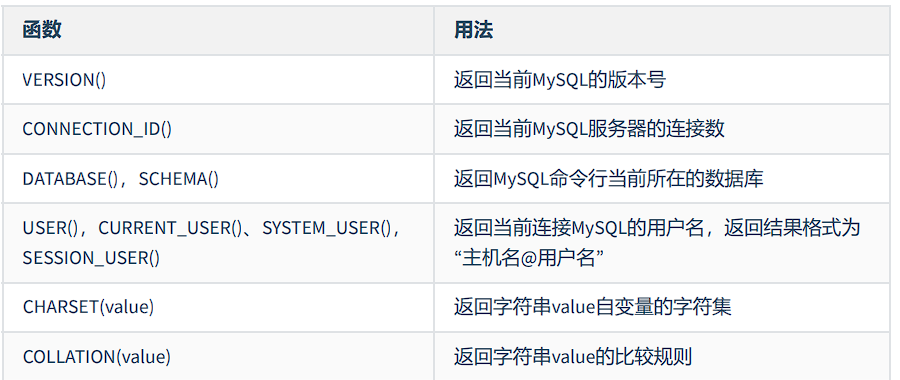 函数 用法
VERSION() 返回当前MySQL的版本号
CONNECTION_ID() 返回当前MySQL服务器的连接数
DATABASE()，SCHEMA() 返回MySQL命令行当前所在的数据库
USER()，CURRENT_USER()、SYSTEM_USER()，
SESSION_USER()
返回当前连接MySQL的用户名，返回结果格式为
“主机名@用户名”
CHARSET(value) 返回字符串value自变量的字符集
COLLATION(value) 返回字符串value的比较规则